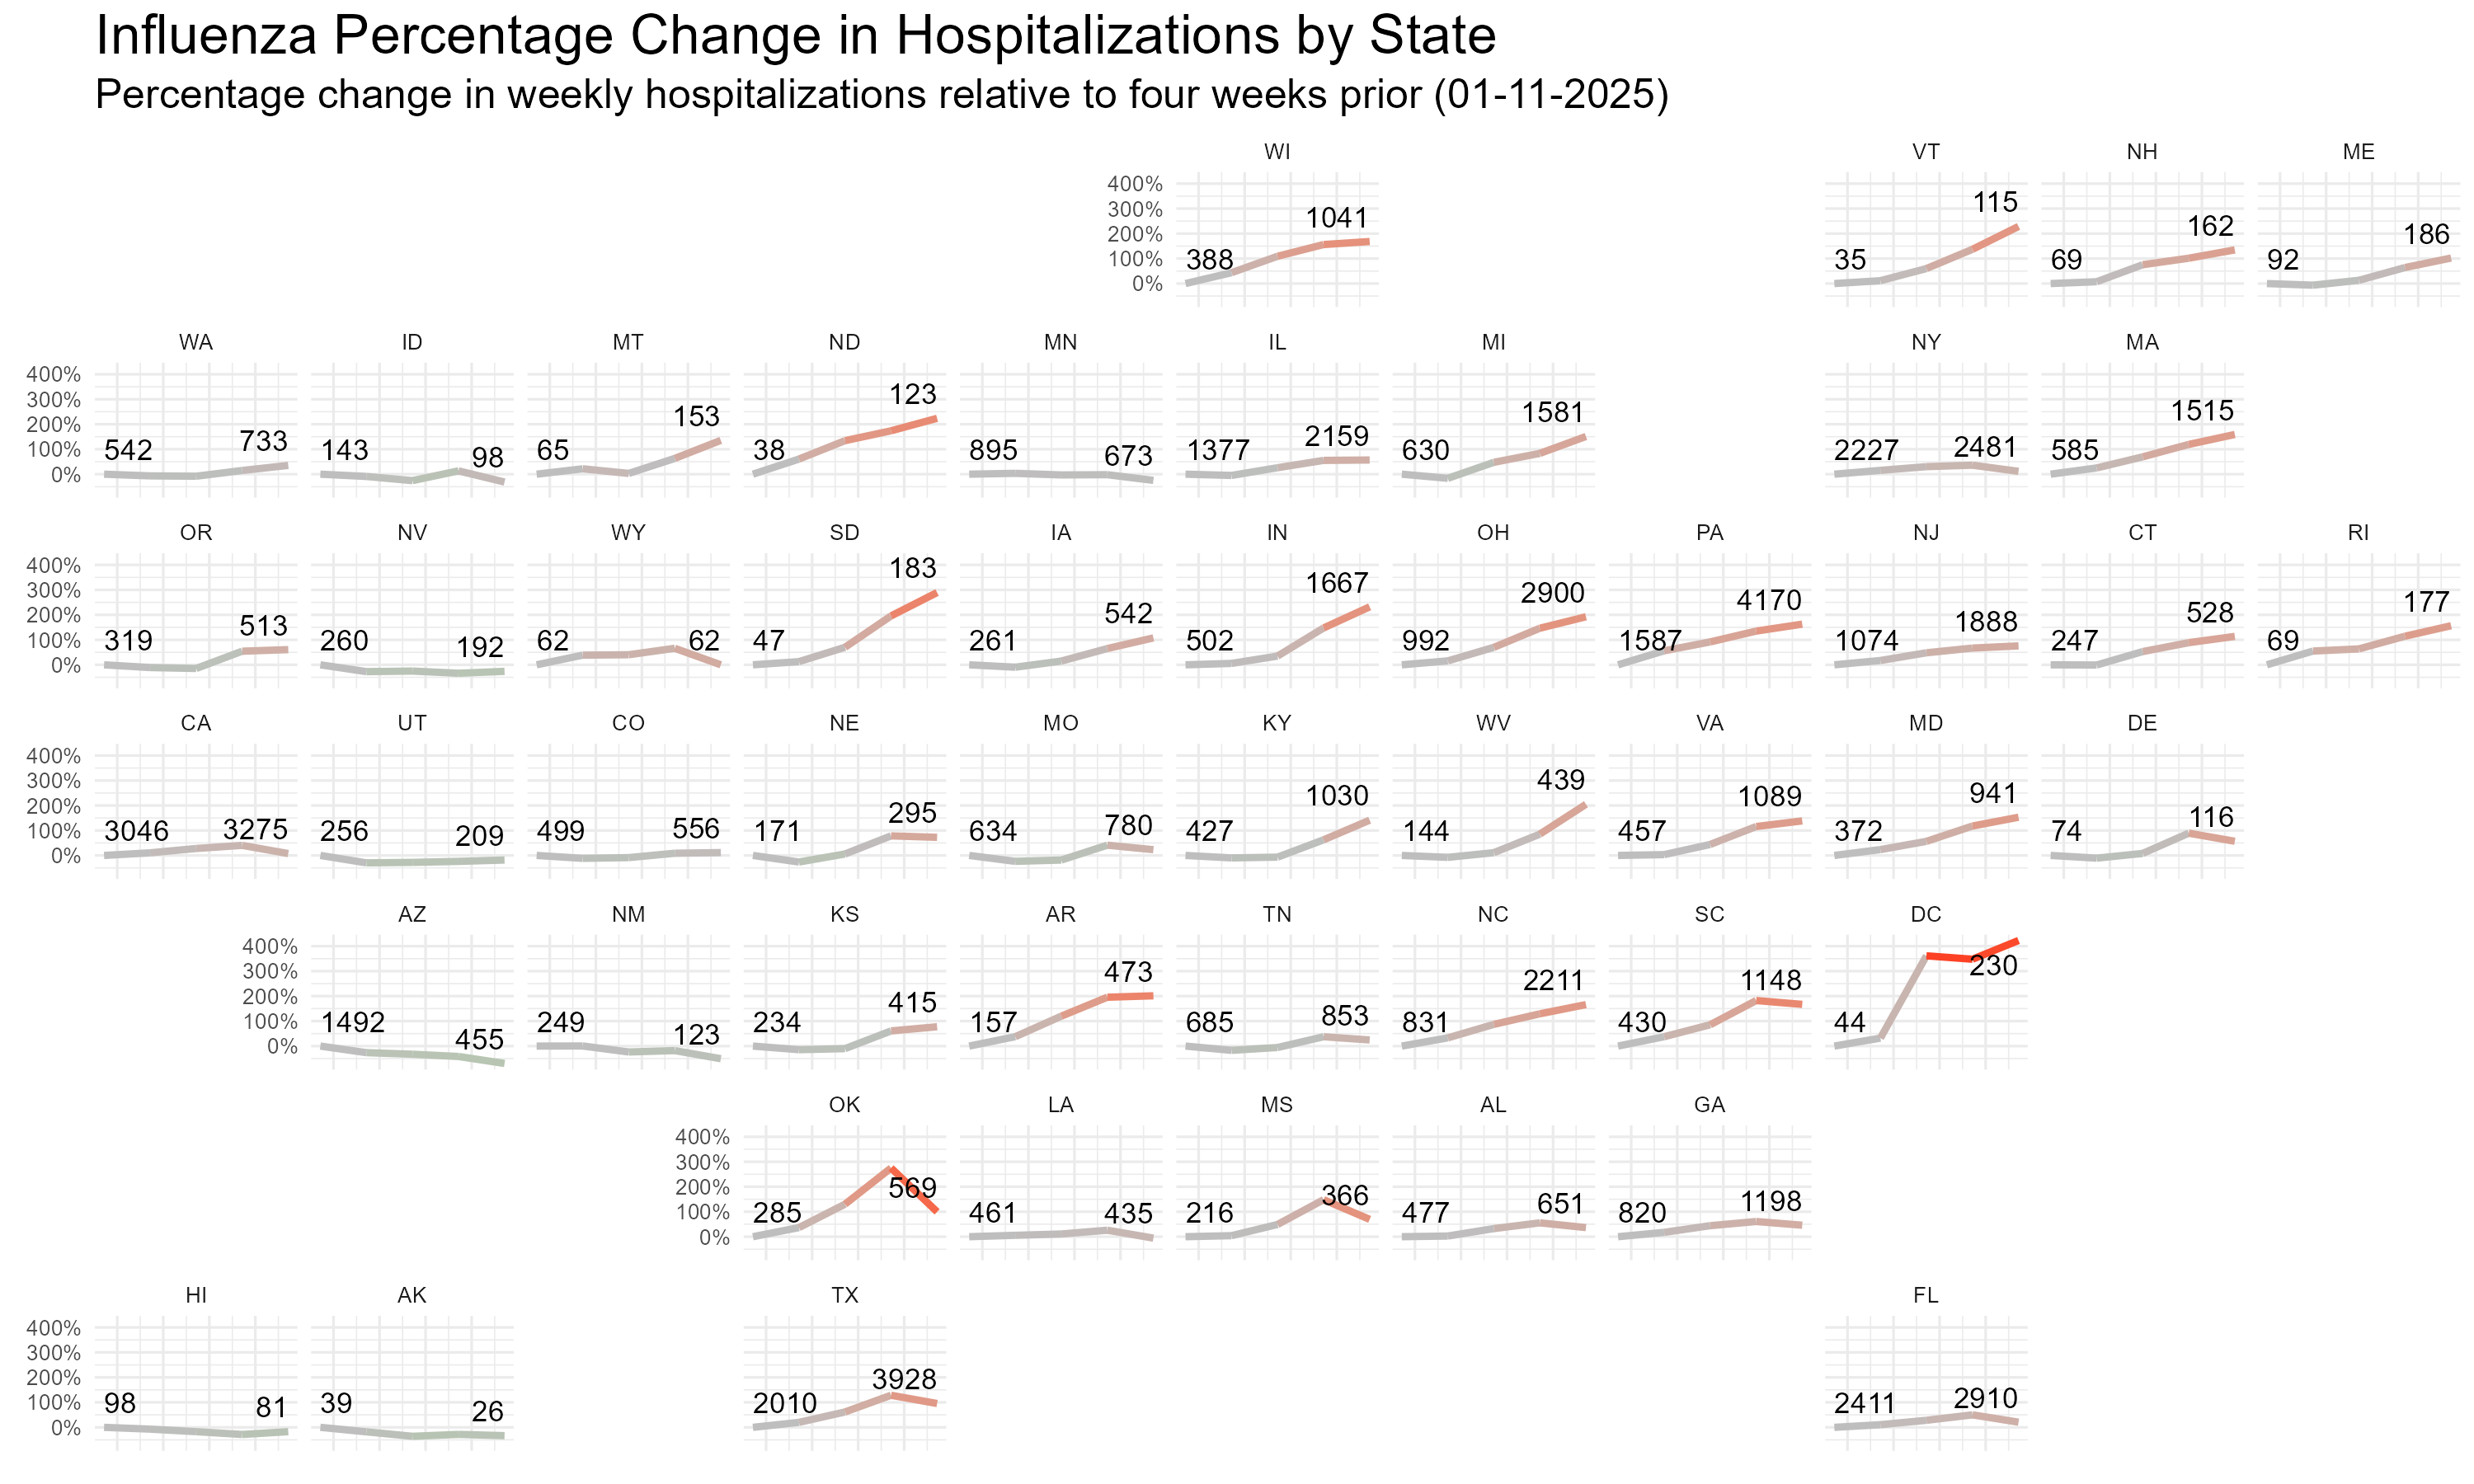 Influenza Percentage Change in Hospitalizations by State
Percentage change in weekly hospitalizations relative to four weeks prior (01-11-2025)
WI VT NH ME
400%
300%
200%
100%
0%
388 1041 35 115 69 162 92 186
WA ID MT ND MN IL MI NY MA
400%
300%
200%
100%
0%
542 733 143 98 65 153 38 123 895 673 1377 2159 630 1581 2227 2481 585 1515
OR NV WY SD IA IN OH PA NJ CT RI
400%
300%
200%
100%
0%
319 513 260 192 62 62 47 183 261 542 502 1667 992 2900 1587 4170 1074 1888 247 528 69 177
CA UT CO NE MO KY WV VA MD DE
400%
300%
200%
100%
0%
3046 3275 256 209 499 556 171 295 634 780 427 1030 144 439 457 1089 372 941 74 116
AZ NM KS AR TN NC SC DC
400%
300%
200%
100%
0%
1492 455 249 123 234 415 157 473 685 853 831 2211 430 1148 44 230
OK LA MS AL GA
400%
300%
200%
100%
0%
285 569 461 435 216 366 477 651 820 1198
HI AK TX FL
400%
300%
200%
100%
0%
98 81 39 26 2010 3928 2411 2910